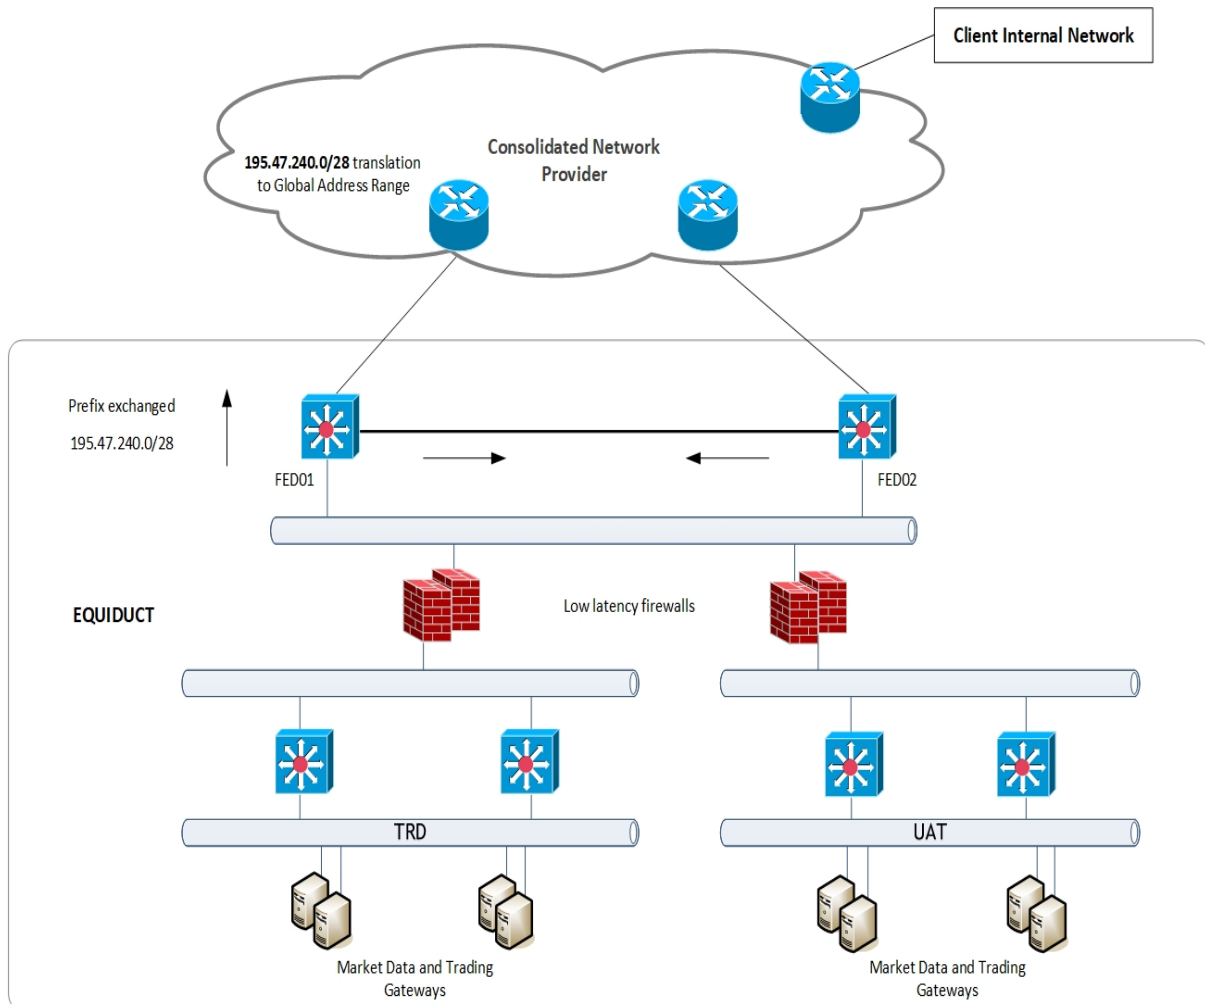 Client Internal Network
Consolidated Network
Provider
195.47.240.0/28 translation
to Global Address Range
Prefix exchanged
195.47.240.0/28
FED01
FED02
EQUIDUCT
Low latency firewalls
TRD
UAT
Market Data and Trading
Gateways
Market Data and Trading
Gateways